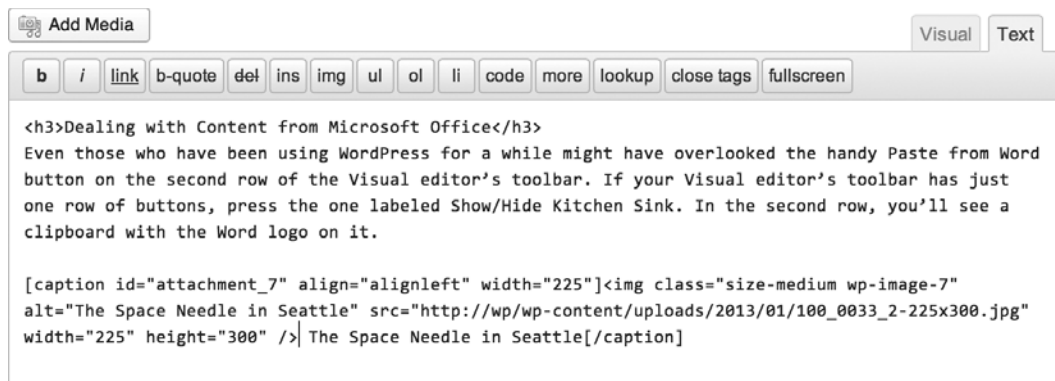 Add Media
Visual Text
b i link b-quote del ins img ul ol li code more lookup close tags fullscreen
<h3>Dealing with Content from Microsoft Office</h3>
Even those who have been using WordPress for a while might have overlooked the handy Paste from Word
button on the second row of the Visual editor’s toolbar. If your Visual editor’s toolbar has just
one row of buttons, press the one labeled Show/Hide Kitchen Sink. In the second row, you’ll see a
clipboard with the Word logo on it.
[caption id="attachment_7" align="alignleft" width="225"]<img class="size-medium wp-image-7"
alt="The Space Needle in Seattle" src="http://wp/wp-content/uploads/2013/01/100_0033_2-225x300.jpg"
width="225" height="300" /> The Space Needle in Seattle[/caption]